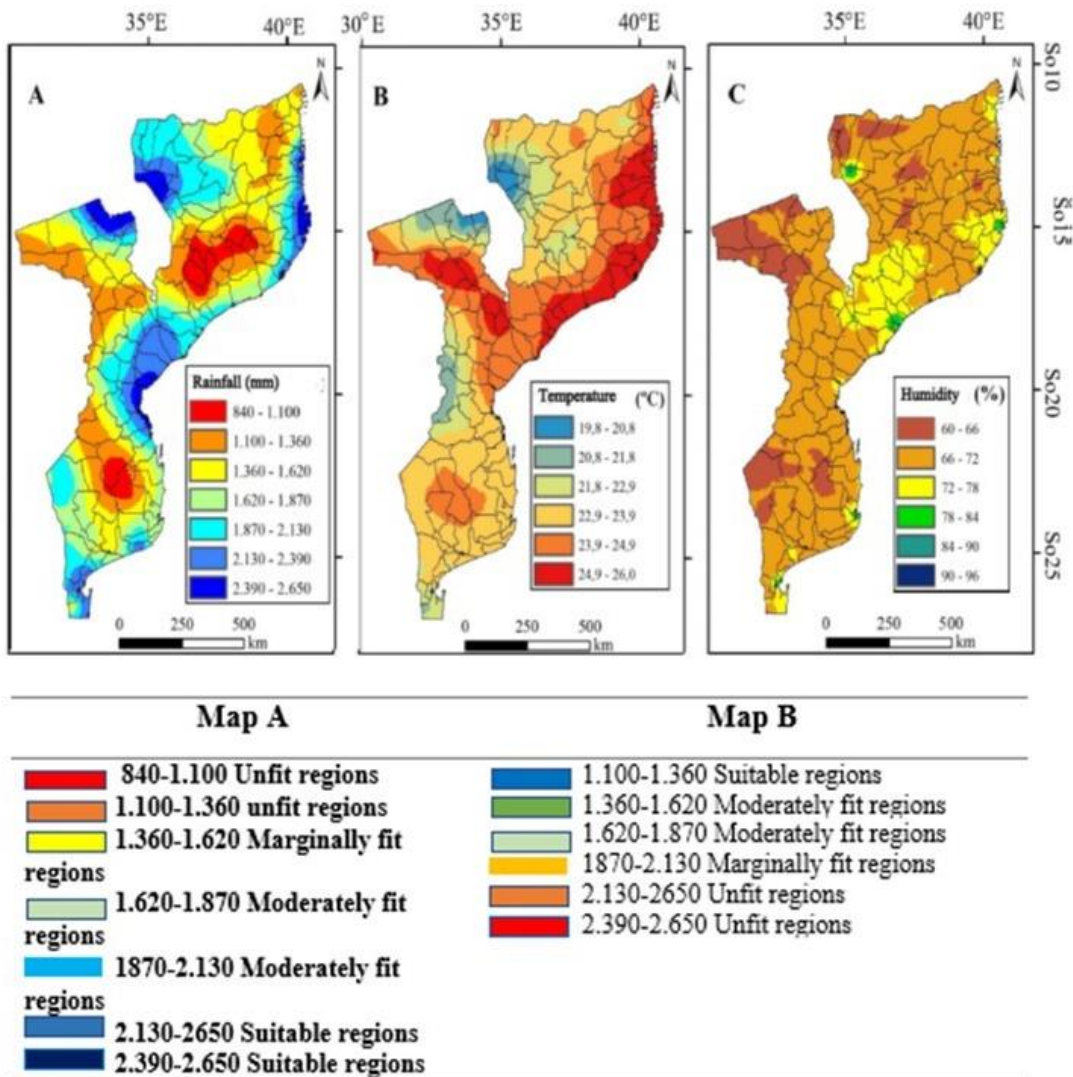 35°E 40°E 30°E 35°E 40°E 35°E 40°E
A
N
Rainfall (mm)
840 - 1.100
1.100 - 1.360
1.360 - 1.620
1.620 - 1.870
1.870 - 2.130
2.130 - 2.390
2.390 - 2.650
0 250 500
km
B
N
Temperature (ºC)
19,8 - 20,8
20,8 - 21,8
21,8 - 22,9
22,9 - 23,9
23,9 - 24,9
24,9 - 26,0
0 250 500
km
C
N
Humidity (%)
60 - 66
66 - 72
72 - 78
78 - 84
84 - 90
90 - 96
0 250 500
km
So10
So15
So20
So25
Map A
840-1.100 Unfit regions
1.100-1.360 unfit regions
1.360-1.620 Marginally fit
regions
1.620-1.870 Moderately fit
regions
1870-2.130 Moderately fit
regions
2.130-2650 Suitable regions
2.390-2.650 Suitable regions
Map B
1.100-1.360 Suitable regions
1.360-1.620 Moderately fit regions
1.620-1.870 Moderately fit regions
1870-2.130 Marginally fit regions
2.130-2650 Unfit regions
2.390-2.650 Unfit regions